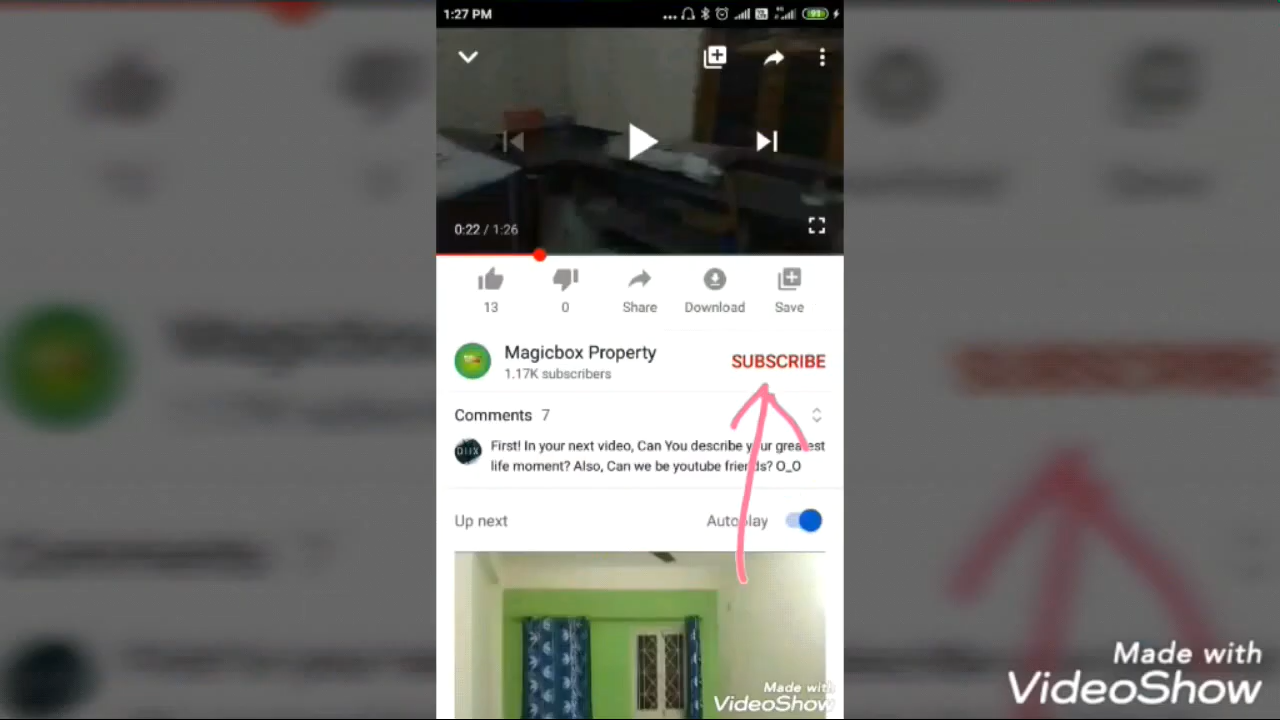 1:27 PM
91
0:22 / 1:26
13
0
Share
Download
Save
Magicbox Property
1.17K subscribers
SUBSCRIBE
Comments 7
First! In your next video, Can You describe your greatest
life moment? Also, Can we be youtube friends? O_O
Up next
Autoplay
Made with
VideoShow
Made with
VideoShow